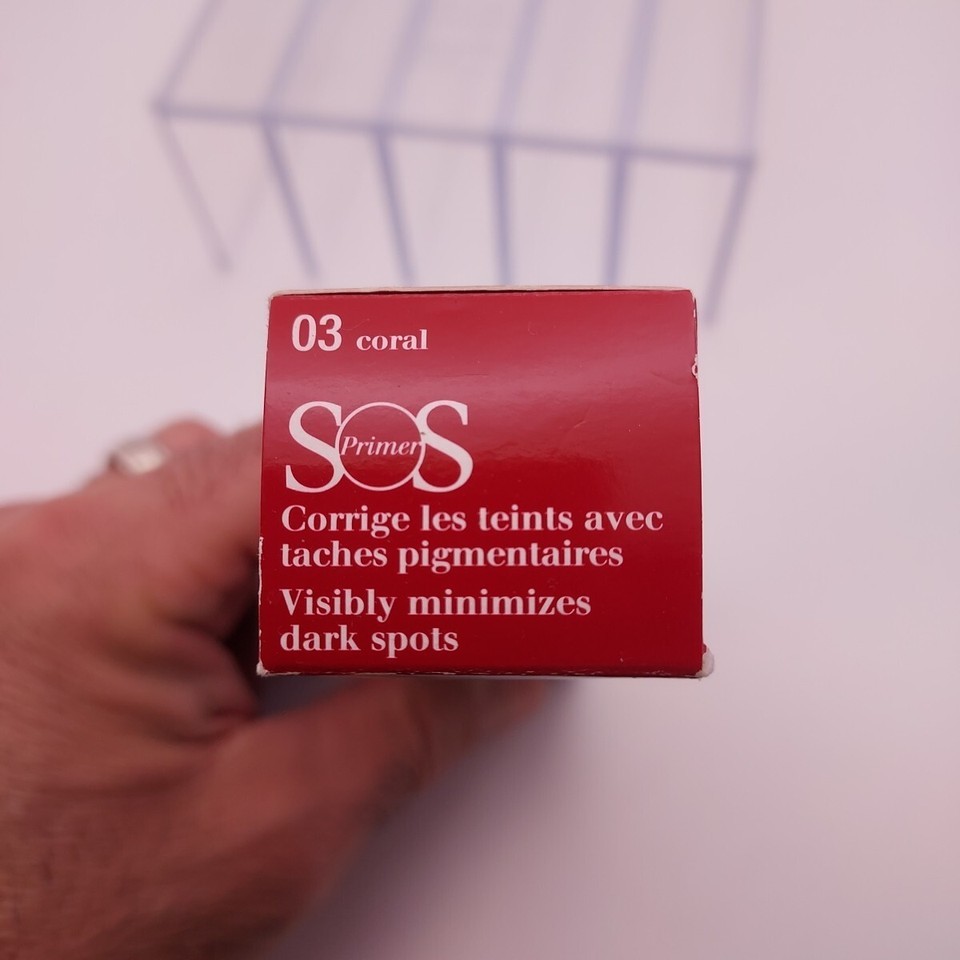 03 coral
SOS
Primer
Corrige les teints avec
taches pigmentaires
Visibly minimizes
dark spots